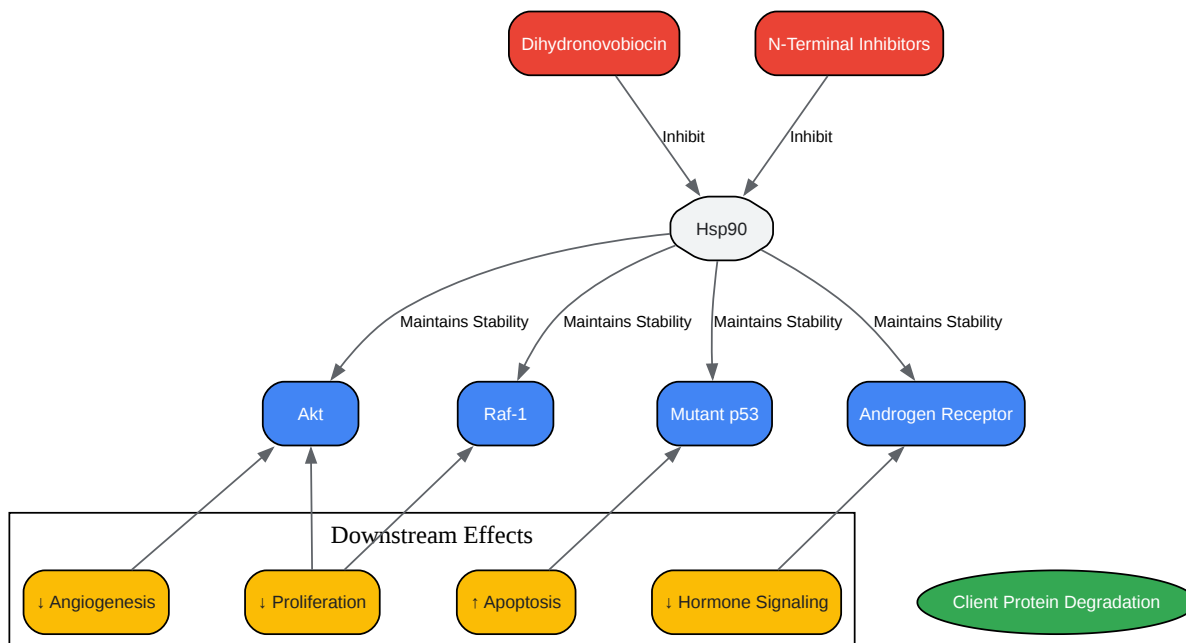 Dihydronovobiocin
N-Terminal Inhibitors
Inhibit
Inhibit
Hsp90
Maintains Stability
Maintains Stability
Maintains Stability
Maintains Stability
Akt
Raf-1
Mutant p53
Androgen Receptor
Downstream Effects
↓ Angiogenesis
↓ Proliferation
↑ Apoptosis
↓ Hormone Signaling
Client Protein Degradation